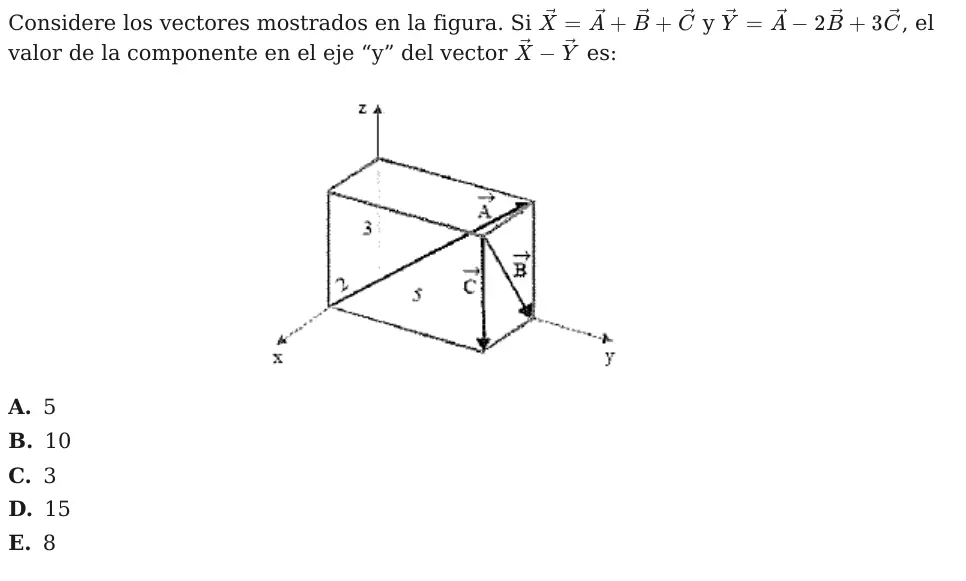 Considere los vectores mostrados en la figura. Si X⃗ = A⃗ + B⃗ + C⃗ y Y⃗ = A⃗ − 2B⃗ + 3C⃗, el
valor de la componente en el eje “y” del vector X⃗ − Y⃗ es:
z
A⃗
3
B⃗
C⃗
2
5
x
y
A. 5
B. 10
C. 3
D. 15
E. 8